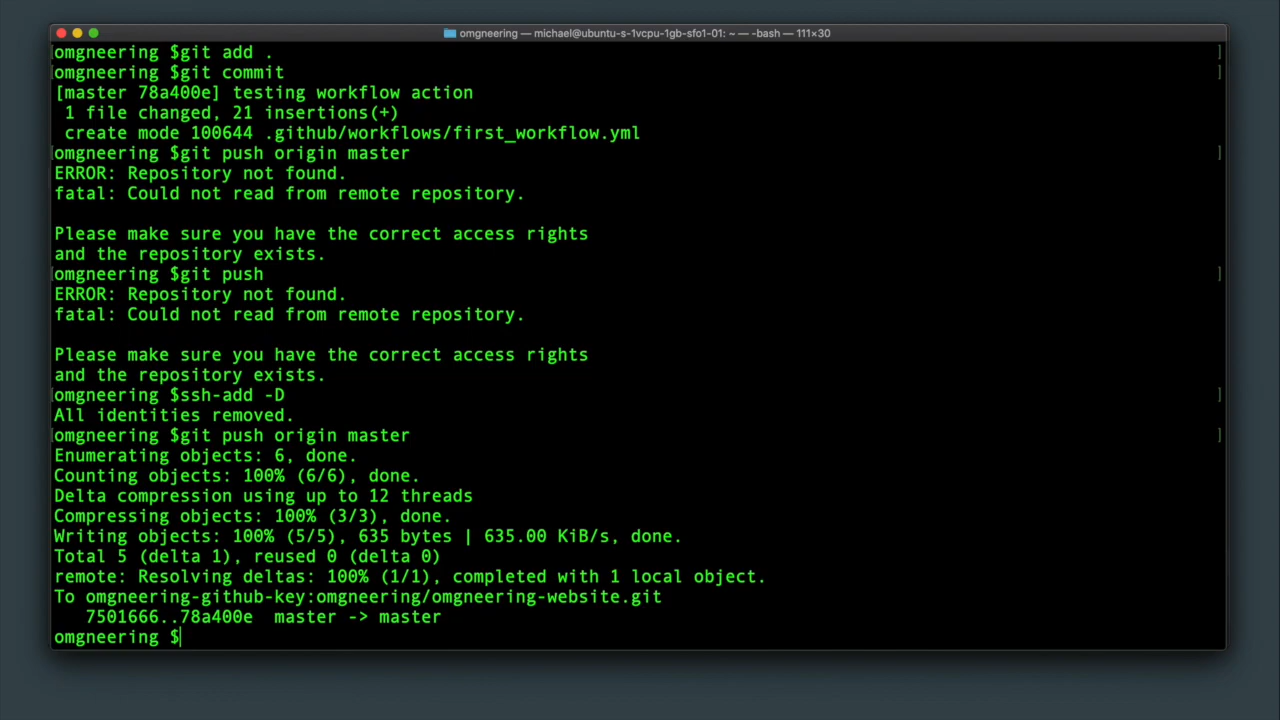 omgneering — michael@ubuntu-s-1vcpu-1gb-sfo1-01: ~ — -bash — 111×30
omgneering $git add .
omgneering $git commit
[master 78a400e] testing workflow action
 1 file changed, 21 insertions(+)
 create mode 100644 .github/workflows/first_workflow.yml
omgneering $git push origin master
ERROR: Repository not found.
fatal: Could not read from remote repository.

Please make sure you have the correct access rights
and the repository exists.
omgneering $git push
ERROR: Repository not found.
fatal: Could not read from remote repository.

Please make sure you have the correct access rights
and the repository exists.
omgneering $ssh-add -D
All identities removed.
omgneering $git push origin master
Enumerating objects: 6, done.
Counting objects: 100% (6/6), done.
Delta compression using up to 12 threads
Compressing objects: 100% (3/3), done.
Writing objects: 100% (5/5), 635 bytes | 635.00 KiB/s, done.
Total 5 (delta 1), reused 0 (delta 0)
remote: Resolving deltas: 100% (1/1), completed with 1 local object.
To omgneering-github-key:omgneering/omgneering-website.git
   7501666..78a400e  master -> master
omgneering $